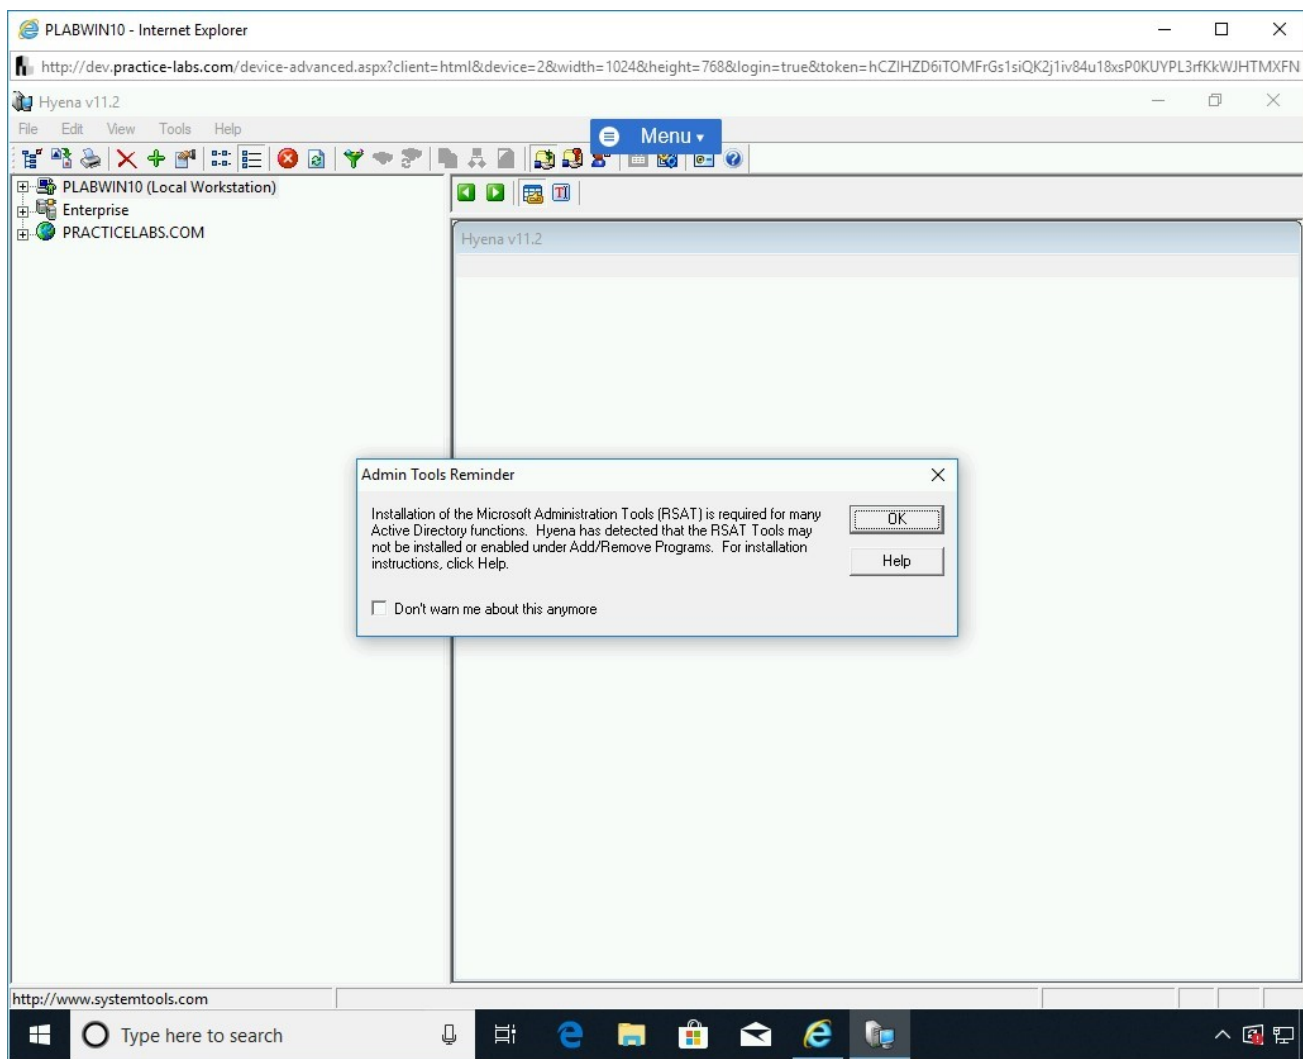 PLABWIN10 - Internet Explorer
http://dev.practice-labs.com/device-advanced.aspx?client=html&device=2&width=1024&height=768&login=true&token=hCZIHZD6iTOMFrGs1siQK2j1iv84u18xsP0KUYPL3rfKkWJHTMXFN
Hyena v11.2
File Edit View Tools Help
Menu
PLABWIN10 (Local Workstation)
Enterprise
PRACTICELABS.COM
Hyena v11.2
Admin Tools Reminder
Installation of the Microsoft Administration Tools (RSAT) is required for many
Active Directory functions. Hyena has detected that the RSAT Tools may
not be installed or enabled under Add/Remove Programs. For installation
instructions, click Help.
OK
Help
Don't warn me about this anymore
http://www.systemtools.com
Type here to search